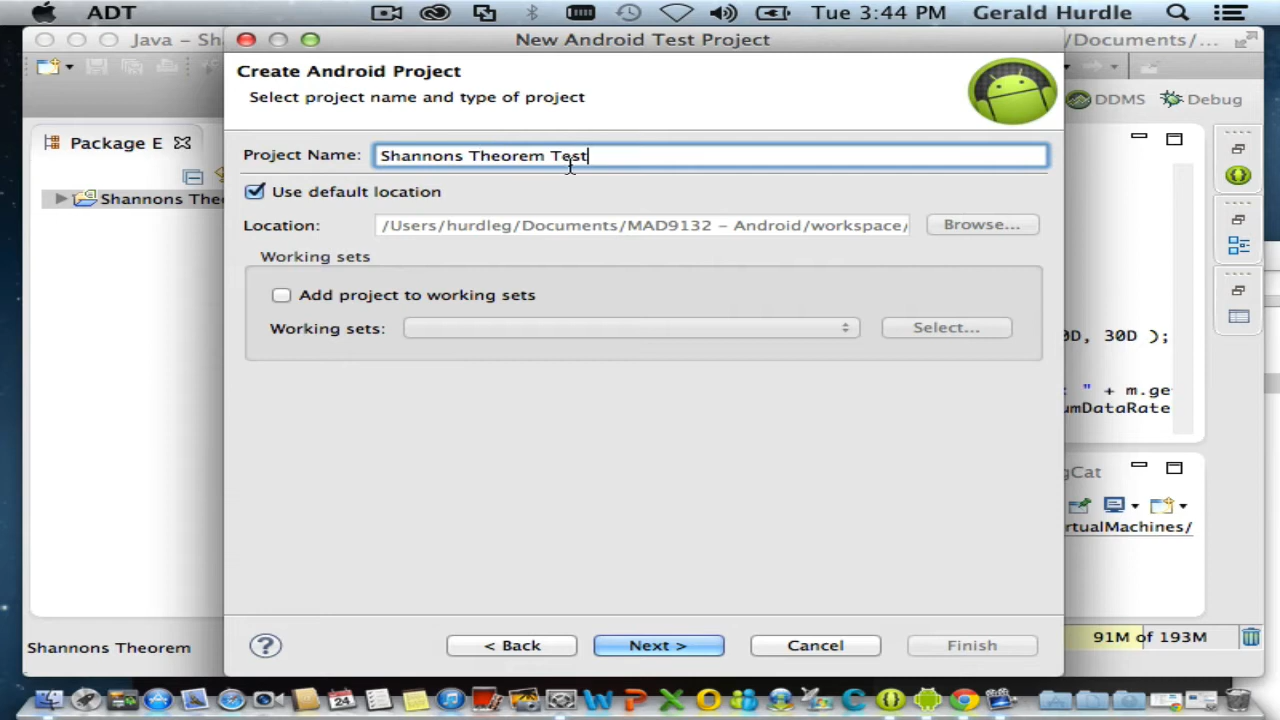 ADT
Tue 3:44 PM
Gerald Hurdle
Java – Sh
New Android Test Project
/Documents/...
Create Android Project
Select project name and type of project
DDMS
Debug
Package E
Project Name:
Shannons Theorem Test
Use default location
Shannons The
Location:
/Users/hurdleg/Documents/MAD9132 – Android/workspace/
Browse...
Working sets
Add project to working sets
Working sets:
Select...
0D, 30D );
: " + m.ge
umDataRate
gCat
rtualMachines/
Shannons Theorem
?
< Back
Next >
Cancel
Finish
91M of 193M